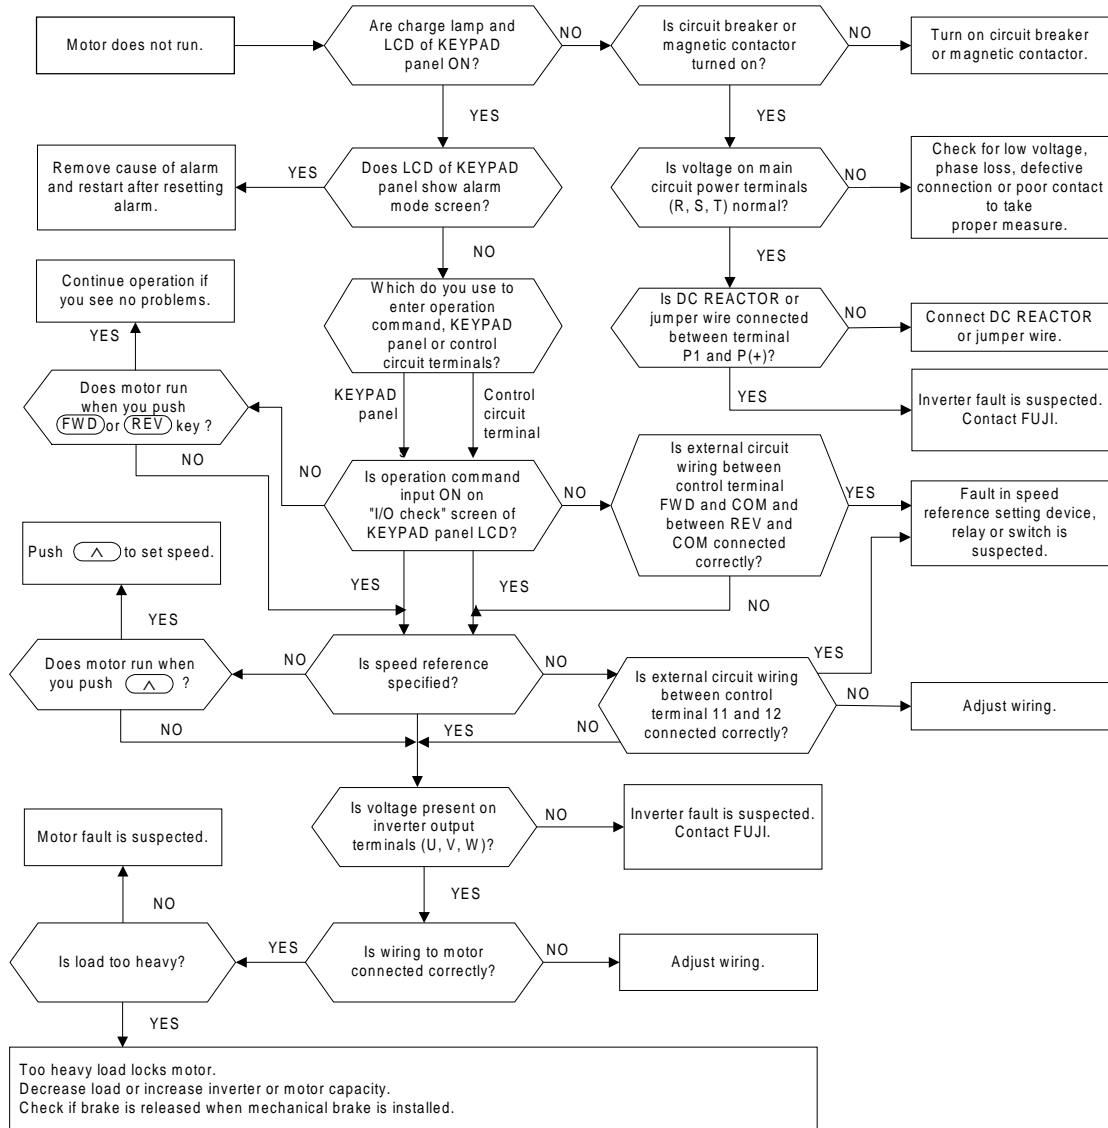 Motor does not run.
Are charge lamp and
LCD of KEYPAD
panel ON?
NO
Is circuit breaker or
magnetic contactor
turned on?
NO
Turn on circuit breaker
or magnetic contactor.
YES
YES
Remove cause of alarm
and restart after resetting
alarm.
YES
Does LCD of KEYPAD
panel show alarm
mode screen?
Is voltage on main
circuit power terminals
(R, S, T) normal?
NO
Check for low voltage,
phase loss, defective
connection or poor contact
to take
proper measure.
NO
YES
Continue operation if
you see no problems.
Which do you use to
enter operation
command, KEYPAD
panel or control
circuit terminals?
Is DC REACTOR or
jumper wire connected
between terminal
P1 and P(+)?
NO
Connect DC REACTOR
or jumper wire.
YES
Does motor run
when you push
FWD or REV key ?
KEYPAD
panel
Control
circuit
terminal
YES
Inverter fault is suspected.
Contact FUJI.
NO
NO
Is operation command
input ON on
"I/O check" screen of
KEYPAD panel LCD?
NO
Is external circuit
wiring between
control terminal
FWD and COM and
between REV and
COM connected
correctly?
YES
Fault in speed
reference setting device,
relay or switch is
suspected.
Push ∧ to set speed.
YES
YES
NO
YES
Does motor run when
you push ∧ ?
NO
Is speed reference
specified?
NO
Is external circuit wiring
between control
terminal 11 and 12
connected correctly?
YES
NO
Adjust wiring.
NO
YES
NO
Motor fault is suspected.
Is voltage present on
inverter output
terminals (U, V, W)?
NO
Inverter fault is suspected.
Contact FUJI.
NO
YES
Is load too heavy?
YES
Is wiring to motor
connected correctly?
NO
Adjust wiring.
YES
Too heavy load locks motor.
Decrease load or increase inverter or motor capacity.
Check if brake is released when mechanical brake is installed.